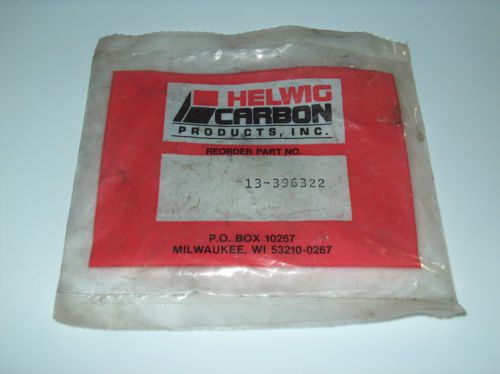 HELWIG
CARBON
PRODUCTS, INC.
REORDER PART NO.
13-396322
P.O. BOX 10267
MILWAUKEE, WI 53210-0267